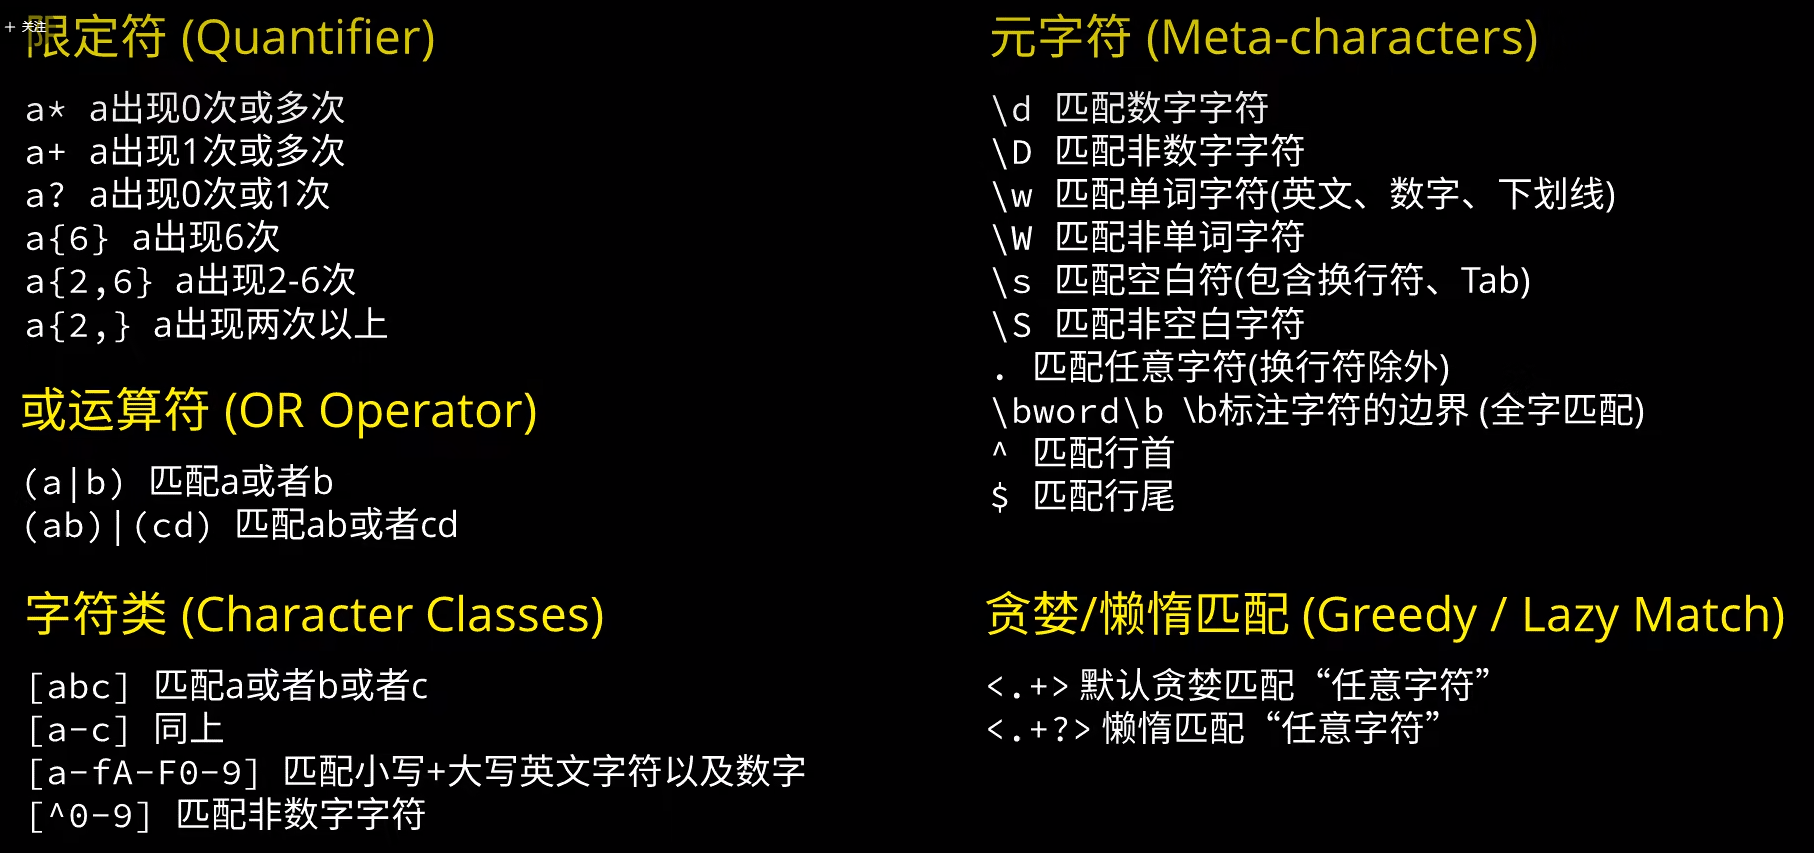 + 关注
限定符 (Quantifier)
a* a出现0次或多次
a+ a出现1次或多次
a? a出现0次或1次
a{6} a出现6次
a{2,6} a出现2-6次
a{2,} a出现两次以上
或运算符 (OR Operator)
(a|b) 匹配a或者b
(ab)|(cd) 匹配ab或者cd
字符类 (Character Classes)
[abc] 匹配a或者b或者c
[a-c] 同上
[a-fA-F0-9] 匹配小写+大写英文字符以及数字
[^0-9] 匹配非数字字符
元字符 (Meta-characters)
\d 匹配数字字符
\D 匹配非数字字符
\w 匹配单词字符(英文、数字、下划线)
\W 匹配非单词字符
\s 匹配空白符(包含换行符、Tab)
\S 匹配非空白字符
. 匹配任意字符(换行符除外)
\bword\b \b标注字符的边界 (全字匹配)
^ 匹配行首
$ 匹配行尾
贪婪/懒惰匹配 (Greedy / Lazy Match)
<.+> 默认贪婪匹配“任意字符”
<.+?> 懒惰匹配“任意字符”